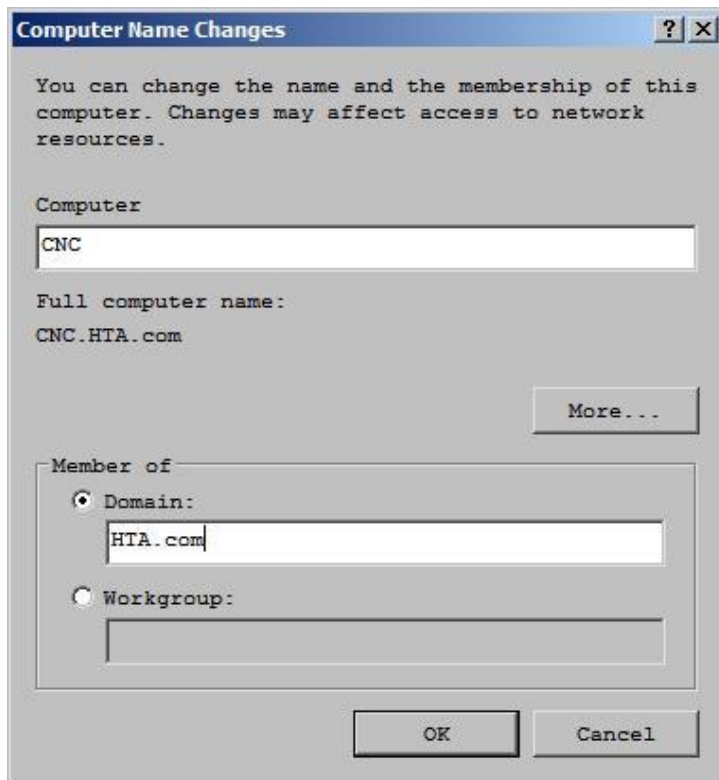 Computer Name Changes
You can change the name and the membership of this
computer. Changes may affect access to network
resources.
Computer
CNC
Full computer name:
CNC.HTA.com
More...
Member of
Domain:
HTA.com
Workgroup:
OK Cancel